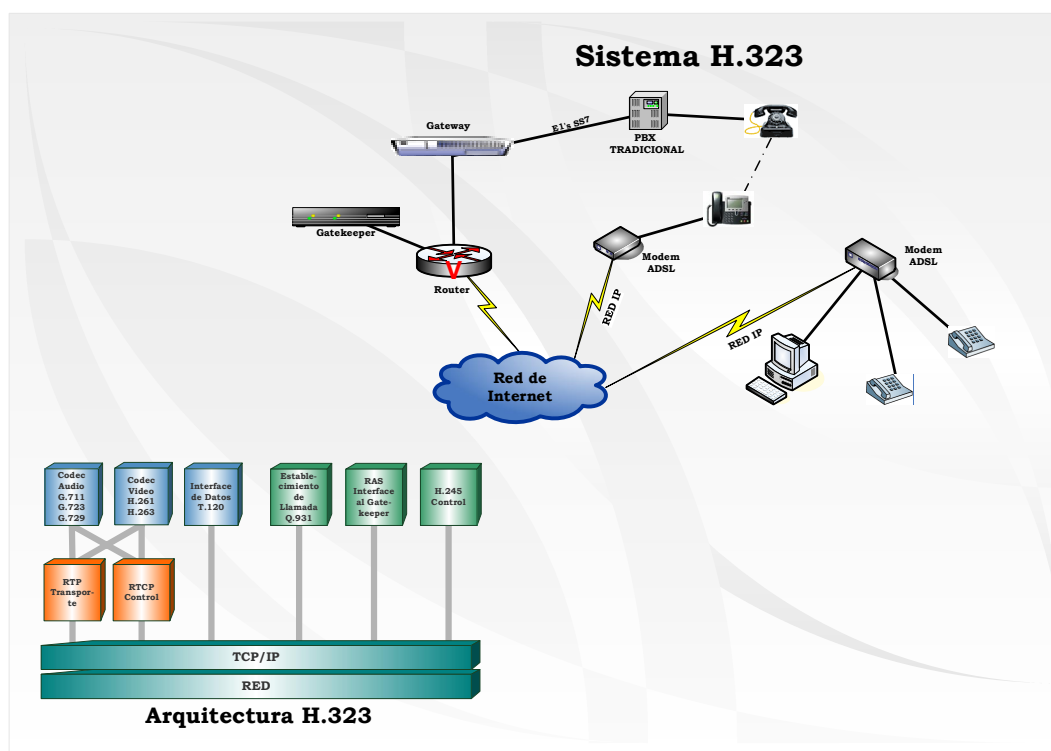 Sistema H.323
Gateway
E1's SS7
PBX
TRADICIONAL
Gatekeeper
V
Router
Modem
ADSL
Modem
ADSL
RED IP
RED IP
Red de
Internet
Codec
Audio
G.711
G.723
G.729
Codec
Video
H.261
H.263
Interface
de Datos
T.120
Estable-
cimiento
de
Llamada
Q.931
RAS
Interface
al Gate-
keeper
H.245
Control
RTP
Transpor-
te
RTCP
Control
TCP/IP
RED
Arquitectura H.323